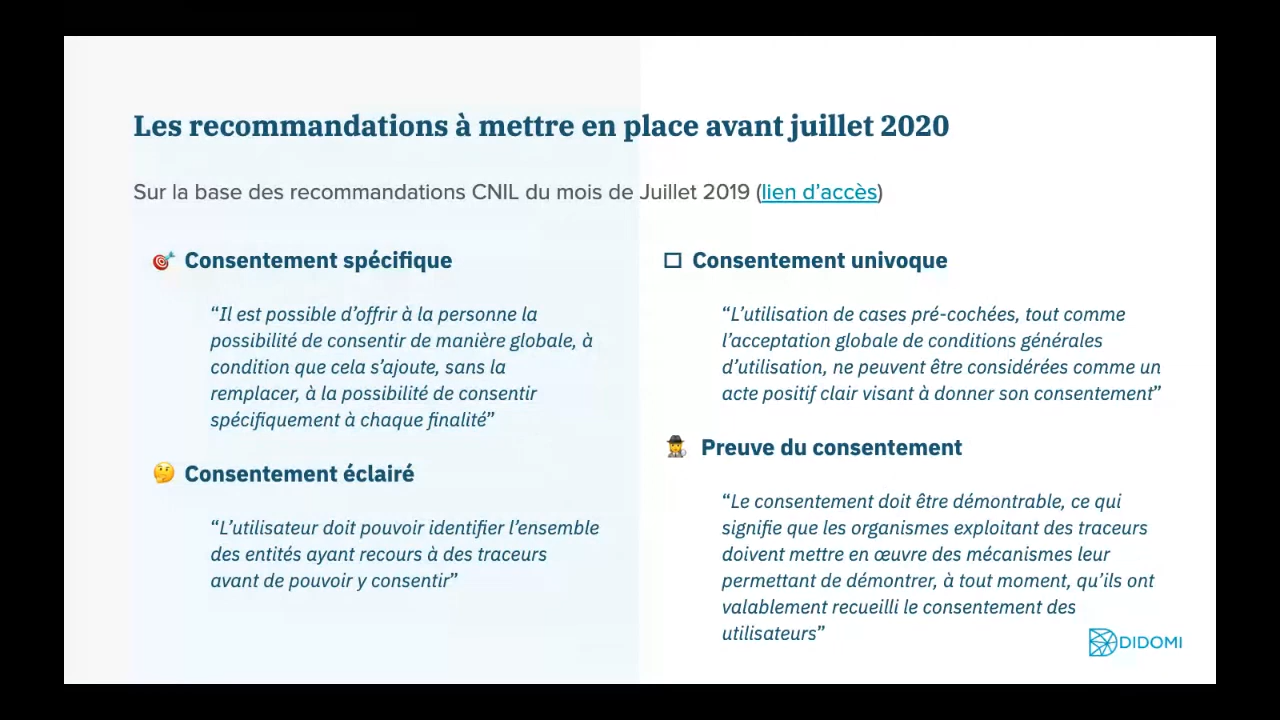 Les recommandations à mettre en place avant juillet 2020
Sur la base des recommandations CNIL du mois de Juillet 2019 (lien d’accès)
Consentement spécifique
“Il est possible d’offrir à la personne la
possibilité de consentir de manière globale, à
condition que cela s’ajoute, sans la
remplacer, à la possibilité de consentir
spécifiquement à chaque finalité”
Consentement éclairé
“L’utilisateur doit pouvoir identifier l’ensemble
des entités ayant recours à des traceurs
avant de pouvoir y consentir”
Consentement univoque
“L’utilisation de cases pré-cochées, tout comme
l’acceptation globale de conditions générales
d’utilisation, ne peuvent être considérées comme un
acte positif clair visant à donner son consentement”
Preuve du consentement
“Le consentement doit être démontrable, ce qui
signifie que les organismes exploitant des traceurs
doivent mettre en œuvre des mécanismes leur
permettant de démontrer, à tout moment, qu’ils ont
valablement recueilli le consentement des
utilisateurs”
DIDOMI